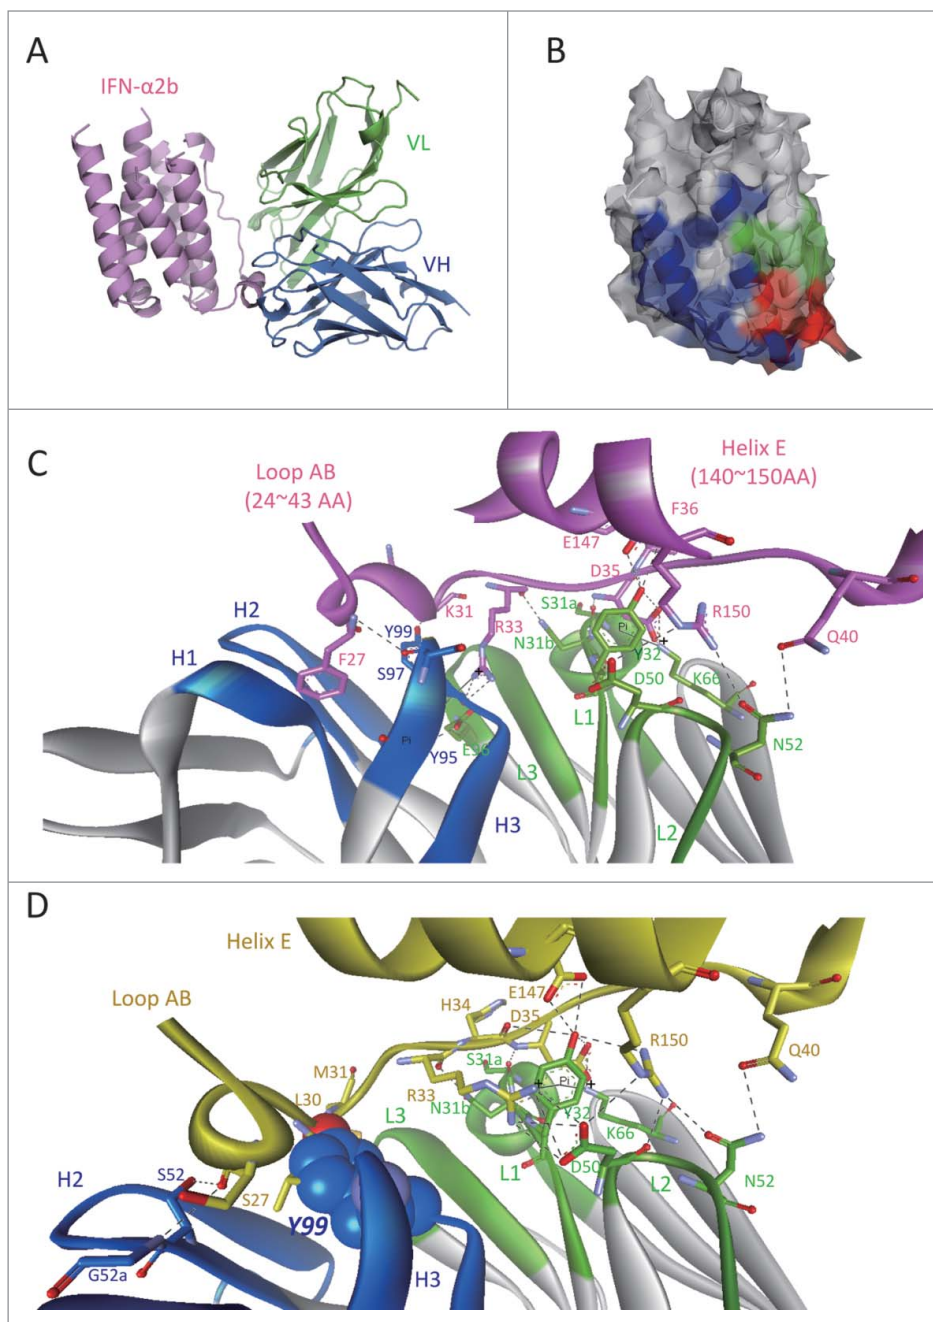 A
IFN-α2b
VL
VH
B
C
Loop AB
(24~43 AA)
Helix E
(140~150AA)
F36
E147
D35
K31
S31a
R150
H2
Y99
R33
N31b
Pi
Y32
Q40
H1
F27
S97
D50
K66
L1
Pi
Y95
E36
L3
N52
H3
L2
D
Helix E
Loop AB
E147
H34
D35
R150
Q40
M31
S31a
L30
R33
N31b
Pi
Y32
L3
K66
H2
S52
S27
L1
D50
L2
N52
Y99
G52a
H3